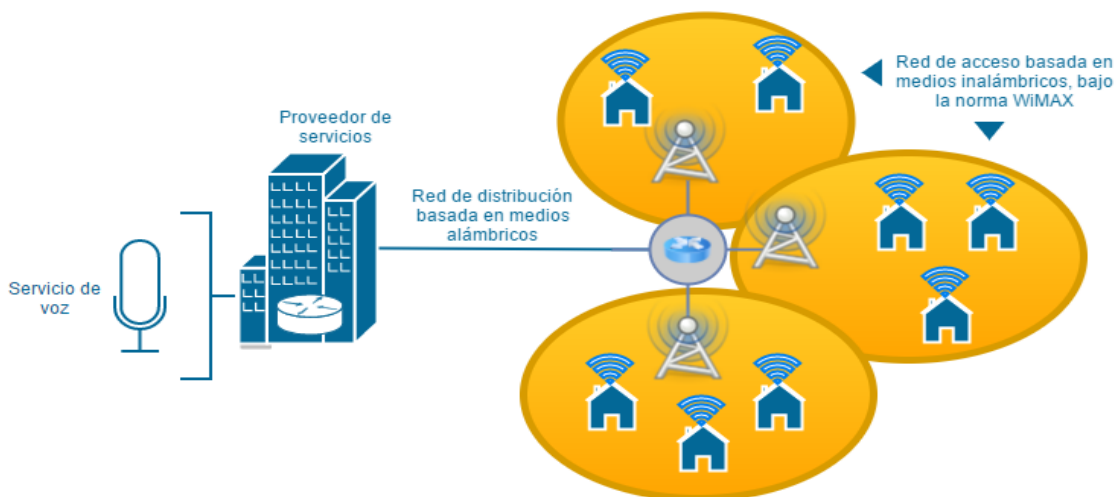 Servicio de
voz
Proveedor de
servicios
Red de distribución
basada en medios
alámbricos
Red de acceso basada en
medios inalámbricos, bajo
la norma WiMAX